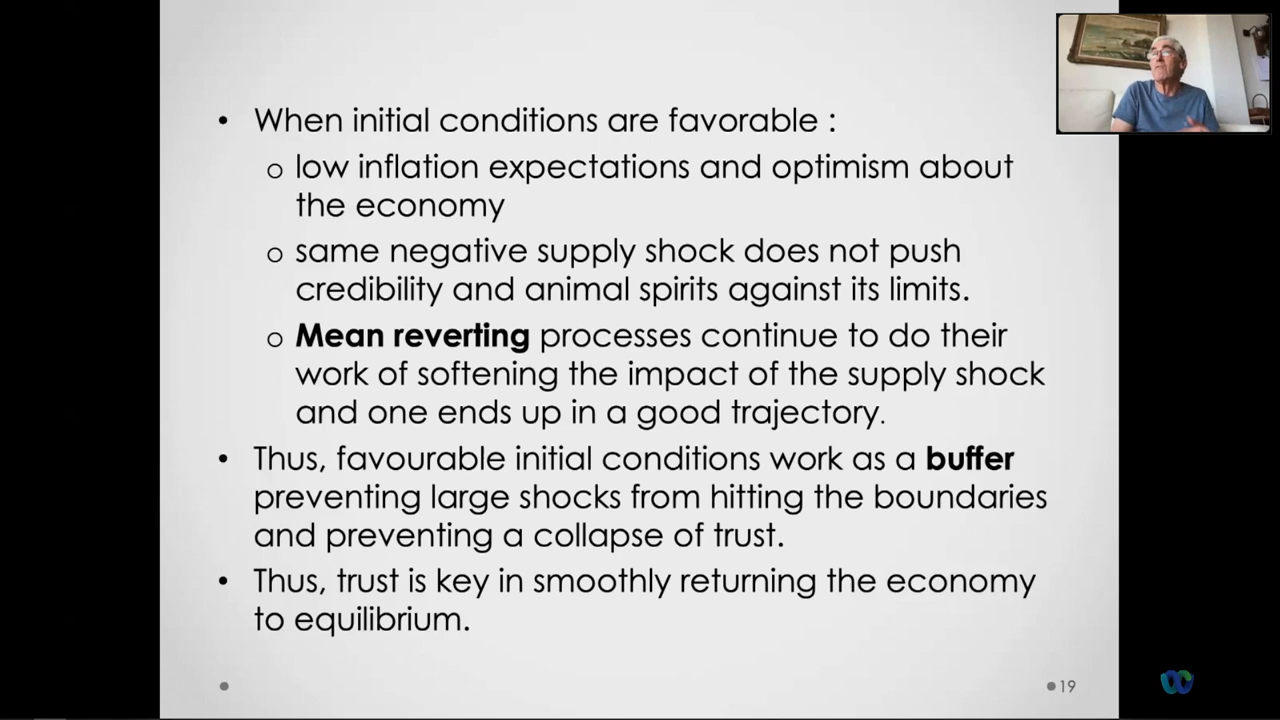 • When initial conditions are favorable :
o low inflation expectations and optimism about
the economy
o same negative supply shock does not push
credibility and animal spirits against its limits.
o Mean reverting processes continue to do their
work of softening the impact of the supply shock
and one ends up in a good trajectory.
• Thus, favourable initial conditions work as a buffer
preventing large shocks from hitting the boundaries
and preventing a collapse of trust.
• Thus, trust is key in smoothly returning the economy
to equilibrium.
• 19